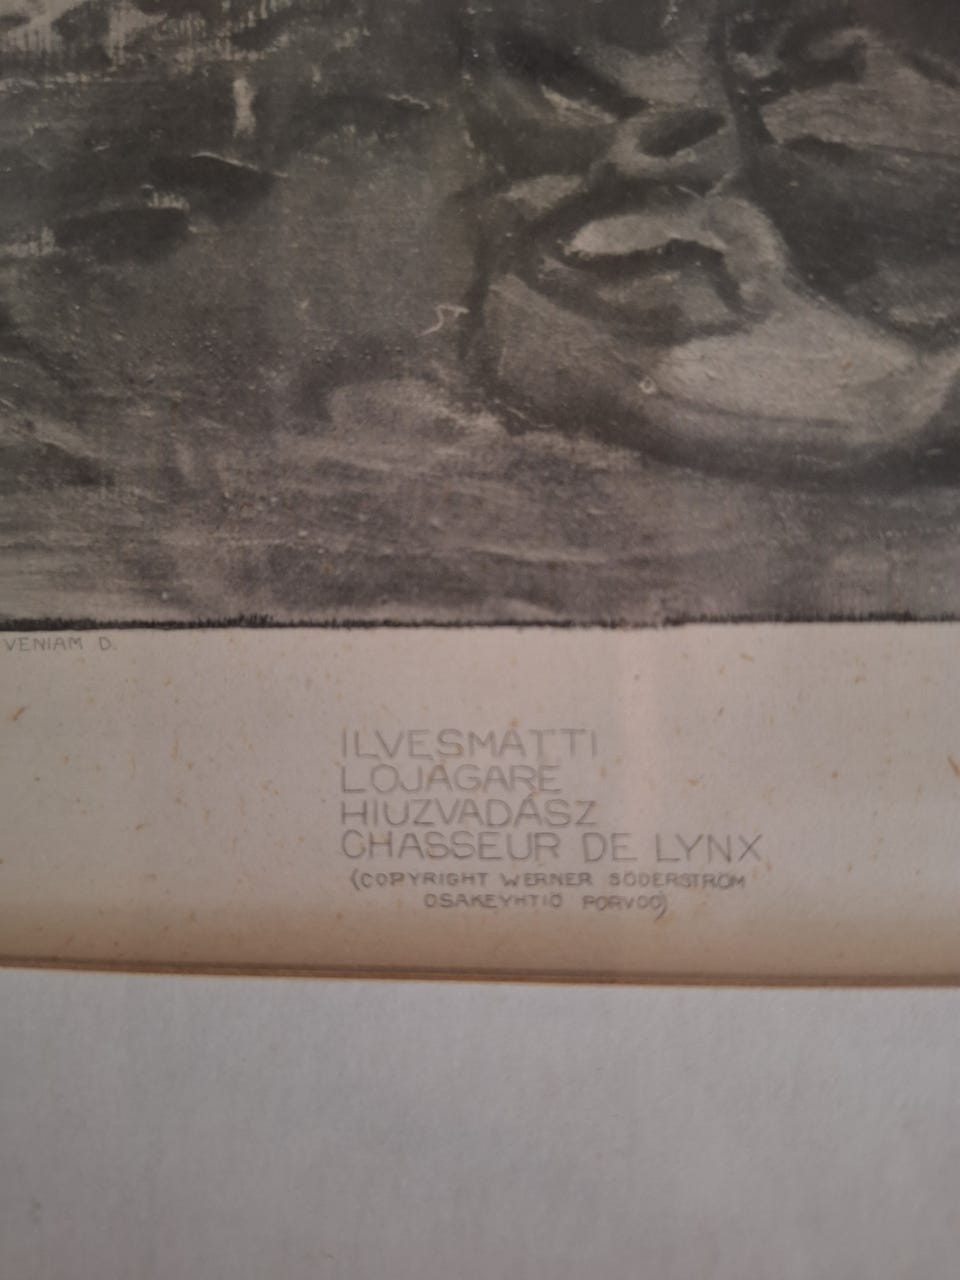 VENIAM D.
ILVESMATTI
LOJÄGARE
HIUZVADÁSZ
CHASSEUR DE LYNX
(COPYRIGHT WERNER SÖDERSTRÖM
OSAKEYHTIÖ PORVOO)